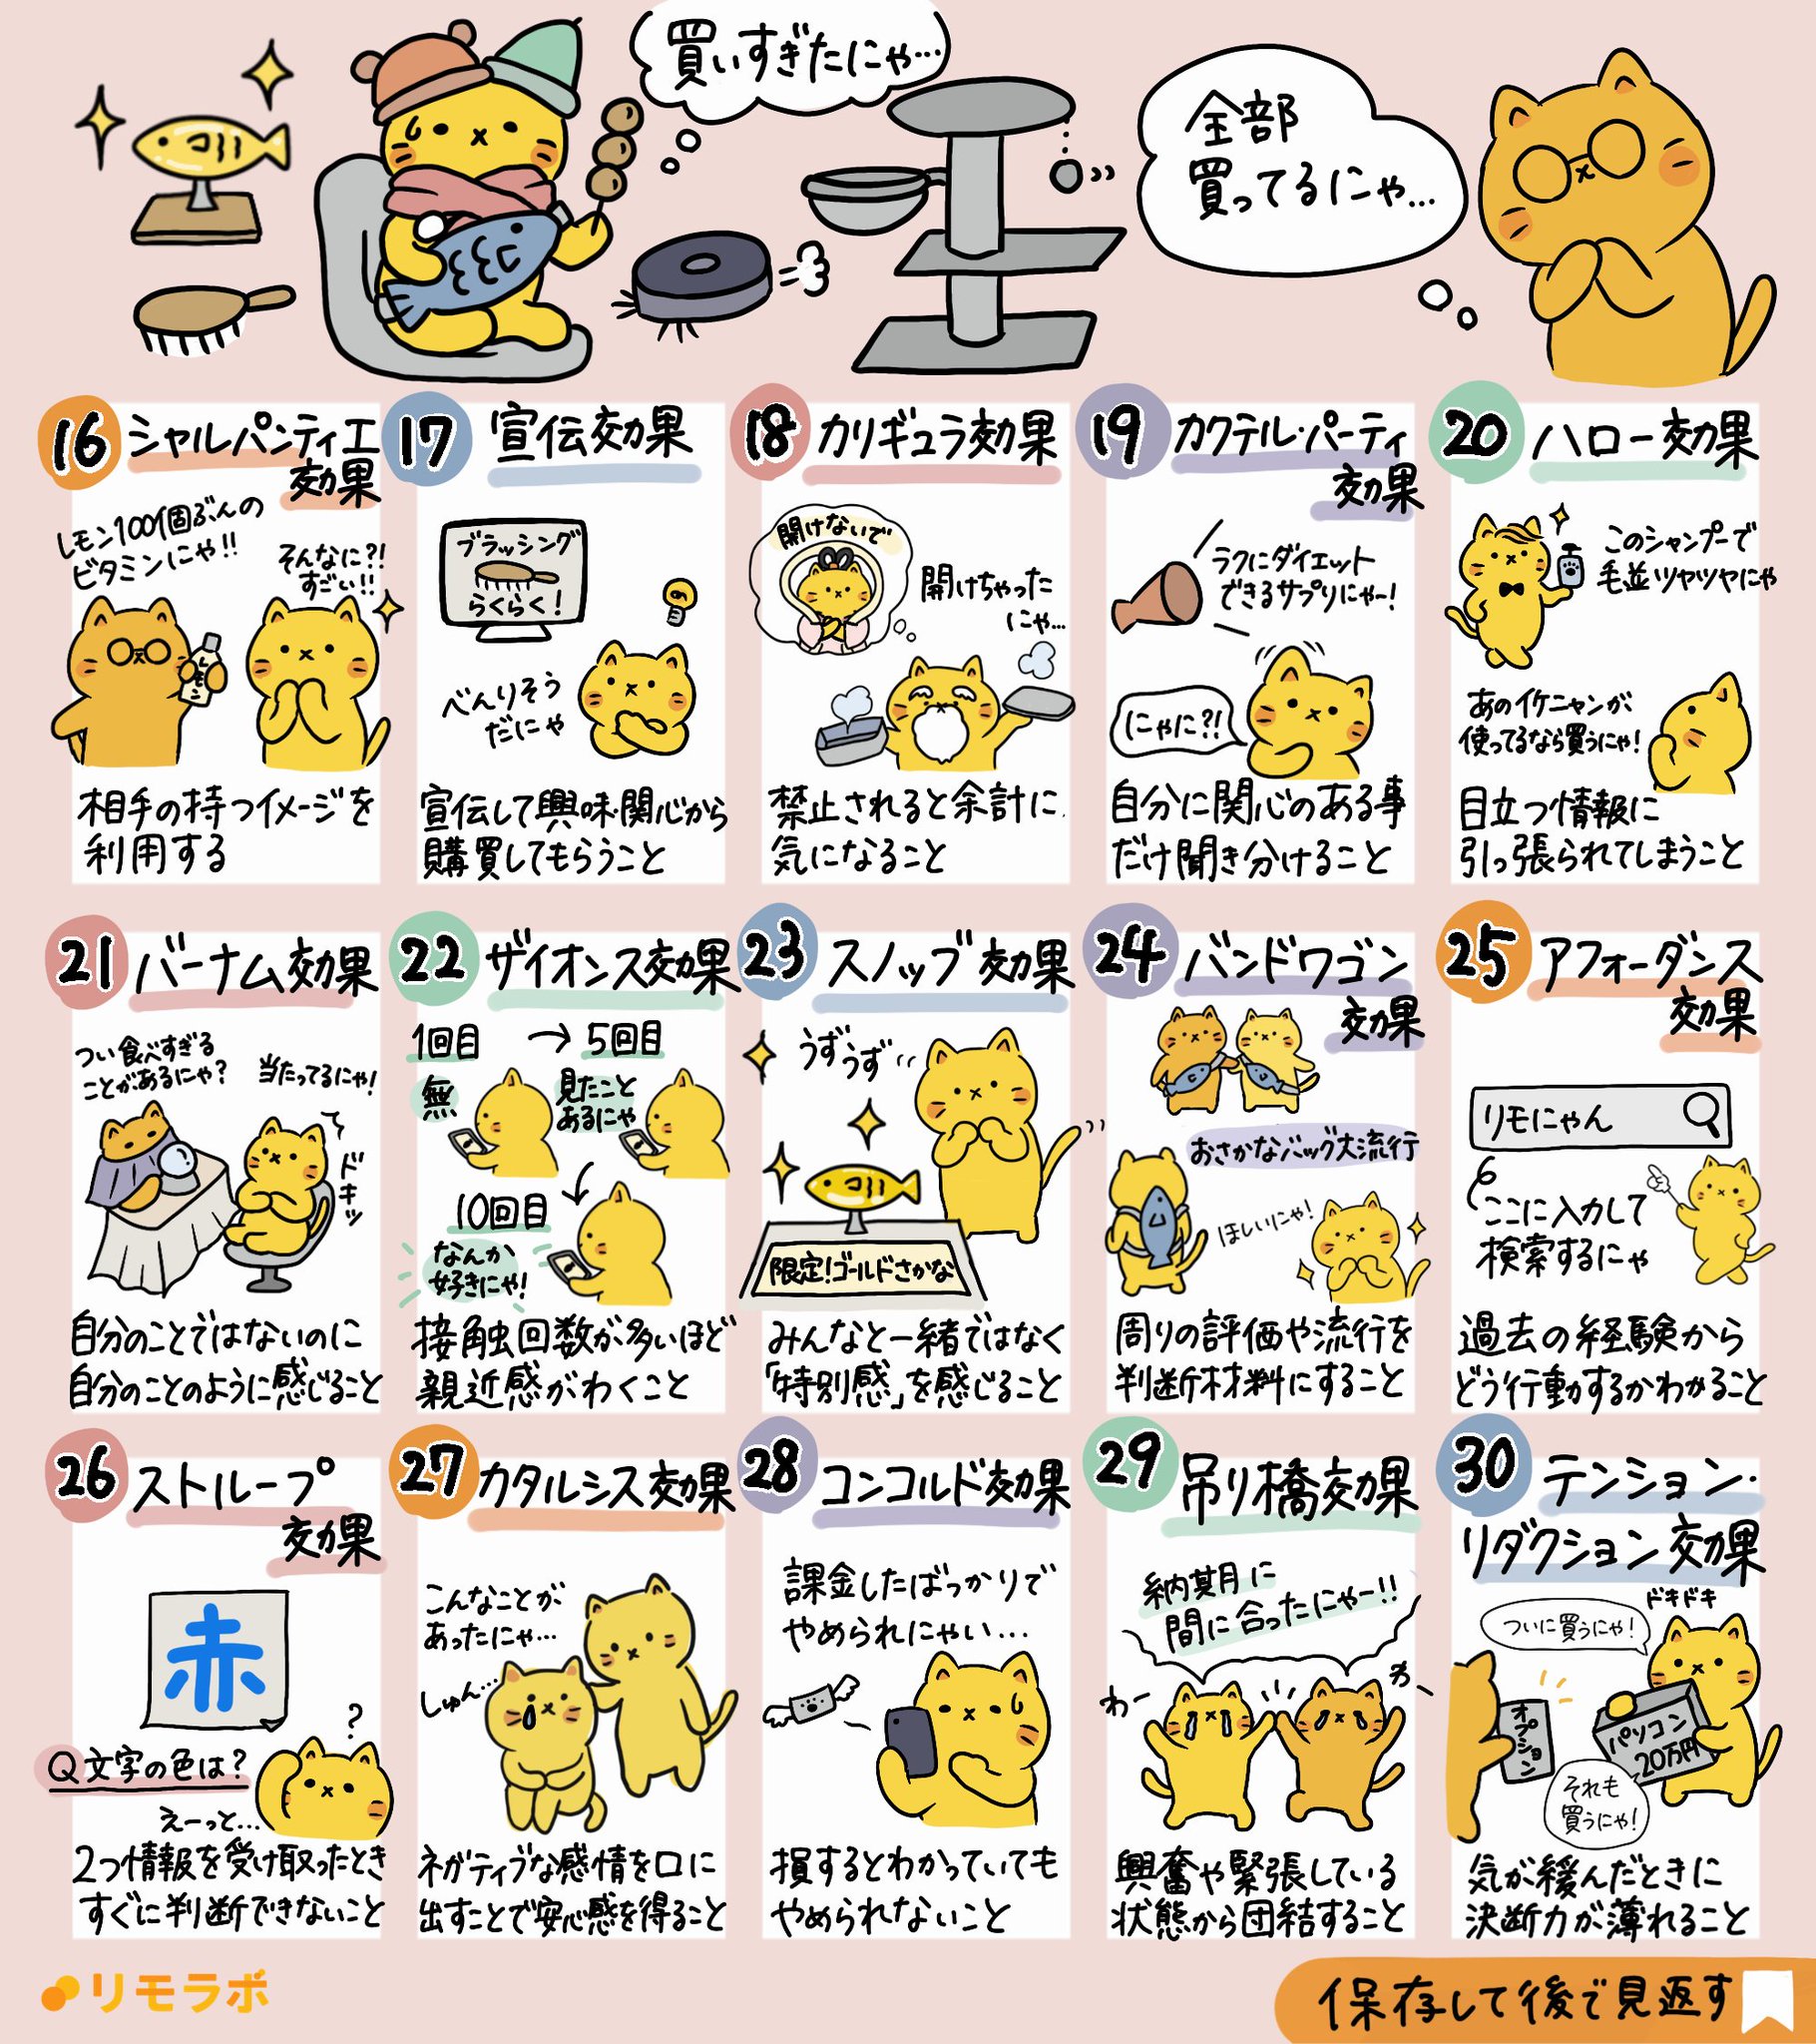 買いすぎたにゃ…
全部
買ってるにゃ…
16 シャルパンティエ
効果
レモン100個ぶんの
ビタミンにゃ!!
そんなに?!
すごい!!
レモン
相手の持つイメージを
利用する
17 宣伝効果
ブラッシング
らくらく!
べんりそう
だにゃ
宣伝して興味・関心から
購買してもらうこと
18 カリギュラ効果
開けないで
開けちゃった
にゃ…
禁止されると余計に
気になること
19 カクテル・パーティ
効果
ラクにダイエット
できるサプリにゃー!
にゃに?!
自分に関心のある事
だけ聞き分けること
20 ハロー効果
このシャンプーで
毛並ツヤツヤにゃ
あのイケニャンが
使ってるなら買うにゃ!
目立つ情報に
引っ張られてしまうこと
21 バーナム効果
つい食べすぎる
ことがあるにゃ?
当たってるにゃ!
ドキッ
自分のことではないのに
自分のことのように感じること
22 ザイオンス効果
1回目 → 5回目
無
見たこと
あるにゃ
10回目
なんか
好きにゃ!
接触回数が多いほど
親近感がわくこと
23 スノッブ効果
うずうず
限定!ゴールドさかな
みんなと一緒ではなく
「特別感」を感じること
24 バンドワゴン
効果
おさかなバッグ大流行
ほしいにゃ!
周りの評価や流行を
判断材料にすること
25 アフォーダンス
効果
リモにゃん
ここに入力して
検索するにゃ
過去の経験から
どう行動するかわかること
26 ストループ
効果
赤
Q文字の色は?
?
えーっと…
2つ情報を受け取ったとき
すぐに判断できないこと
27 カタルシス効果
こんなことが
あったにゃ…
しゅん…
ネガティブな感情を口に
出すことで安心感を得ること
28 コンコルド効果
課金したばっかりで
やめられにゃい…
損するとわかっていても
やめられないこと
29 吊り橋効果
納期に
間に合ったにゃー!!
わー
わー
興奮や緊張している
状態から団結すること
30 テンション・
リダクション効果
ドキドキ
ついに買うにゃ!
オプション
パソコン
20万円
それも
買うにゃ!
気が緩んだときに
決断力が薄れること
リモラボ
保存して後で見返す